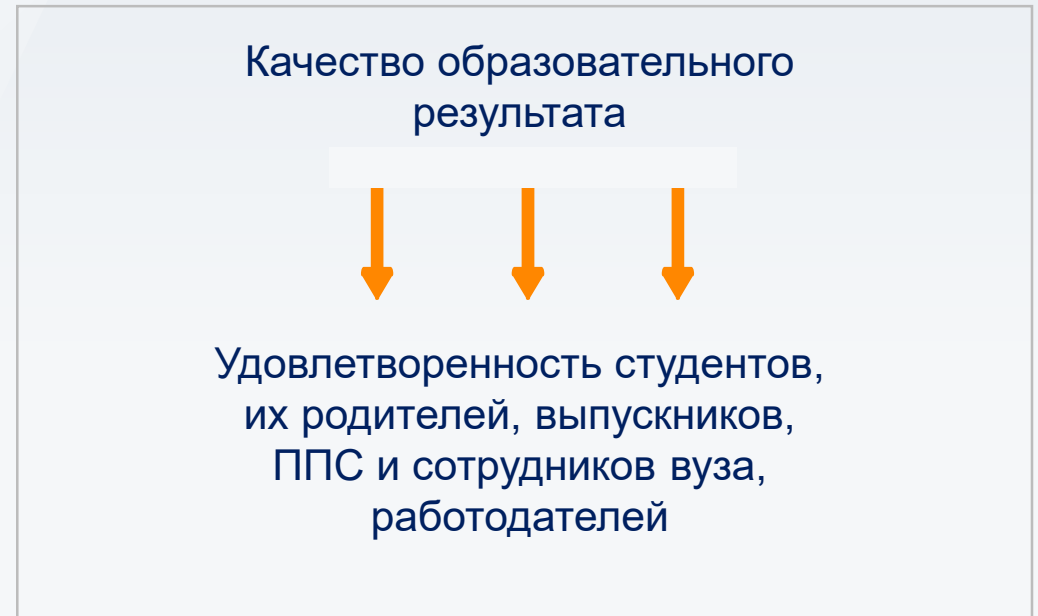 Качество образовательного
результата
Удовлетворенность студентов,
их родителей, выпускников,
ППС и сотрудников вуза,
работодателей